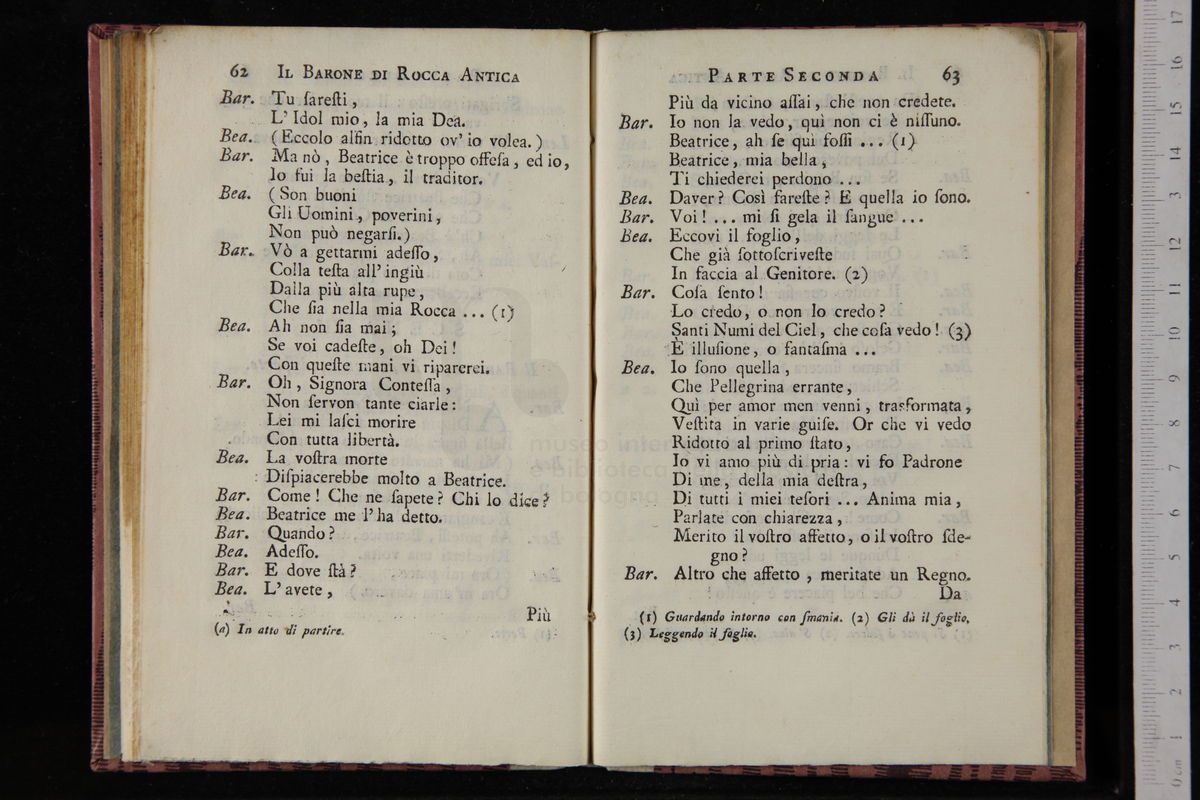 62 IL BARONE DI ROCCA ANTICA
Bar. Tu ſareſti ,
L' Idol mio, la mia Dea.
Bea. ( Eccolo alfin ridotto ov' io volea. )
Bar. Ma nò , Beatrice è troppo offeſa , ed io,
Io fui la beſtia , il traditor.
Bea. ( Son buoni
Gli Uomini , poverini ,
Non può negarſi. )
Bar. Vò a gettarmi adeſſo,
Colla teſta all' ingiù
Dalla più alta rupe ,
Che ſia nella mia Rocca ... (1)
Bea. Ah non ſia mai ;
Se voi cadeſte , oh Dei !
Con queſte mani vi riparerei.
Bar. Oh , Signora Conteſſa ,
Non ſervon tante ciarle :
Lei mi laſci morire
Con tutta libertà.
Bea. La voſtra morte
Diſpiacerebbe molto a Beatrice.
Bar. Come ! Che ne ſapete ? Chi lo dice ?
Bea. Beatrice me l' ha detto.
Bar. Quando ?
Bea. Adeſſo.
Bar. E dove ſtà ?
Bea. L' avete ,
Più
(a) In atto di partire.
PARTE SECONDA 63
Più da vicino aſſai , che non credete.
Bar. Io non la vedo , quì non ci è niſſuno.
Beatrice , ah ſe quì foſſi ... (1)
Beatrice , mia bella ,
Ti chiederei perdono ...
Bea. Daver ? Così fareſte ? E quella io ſono.
Bar. Voi ! ... mi ſi gela il ſangue ...
Bea. Eccovi il foglio ,
Che già ſottoſcriveſte
In faccia al Genitore. (2)
Bar. Coſa ſento !
Lo credo, o non lo credo ?
Santi Numi del Ciel , che coſa vedo ! (3)
È illuſione, o fantaſma ...
Bea. Io ſono quella ,
Che Pellegrina errante ,
Quì per amor men venni , trasformata ,
Veſtita in varie guiſe. Or che vi vedo
Ridotto al primo ſtato ,
Io vi amo più di pria : vi fo Padrone
Di me , della mia deſtra ,
Di tutti i miei teſori ... Anima mia ,
Parlate con chiarezza ,
Merito il voſtro affetto , o il voſtro ſde-
gno ?
Bar. Altro che affetto , meritate un Regno.
Da
(1) Guardando intorno con ſmania. (2) Gli dà il foglio.
(3) Leggendo il foglio.